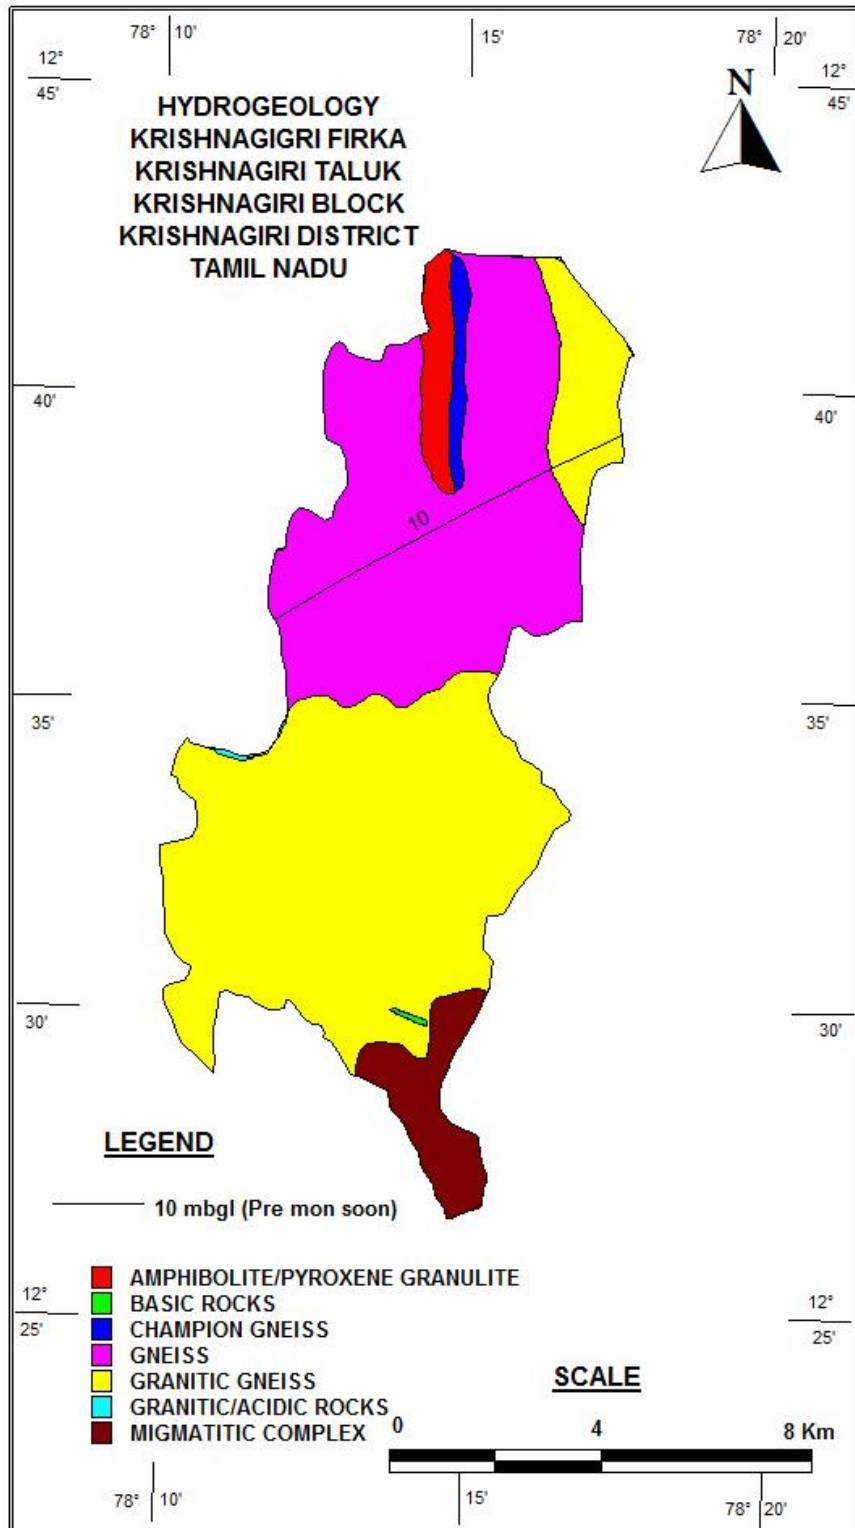 78° 10'
15'
78° 20'
12°
45'
12°
45'
N
HYDROGEOLOGY
KRISHNAGIGRI FIRKA
KRISHNAGIRI TALUK
KRISHNAGIRI BLOCK
KRISHNAGIRI DISTRICT
TAMIL NADU
40'
40'
10
35'
35'
30'
30'
LEGEND
10 mbgl (Pre mon soon)
AMPHIBOLITE/PYROXENE GRANULITE
BASIC ROCKS
CHAMPION GNEISS
GNEISS
GRANITIC GNEISS
GRANITIC/ACIDIC ROCKS
MIGMATITIC COMPLEX
12°
25'
12°
25'
SCALE
0 4 8 Km
78° 10'
15'
78° 20'